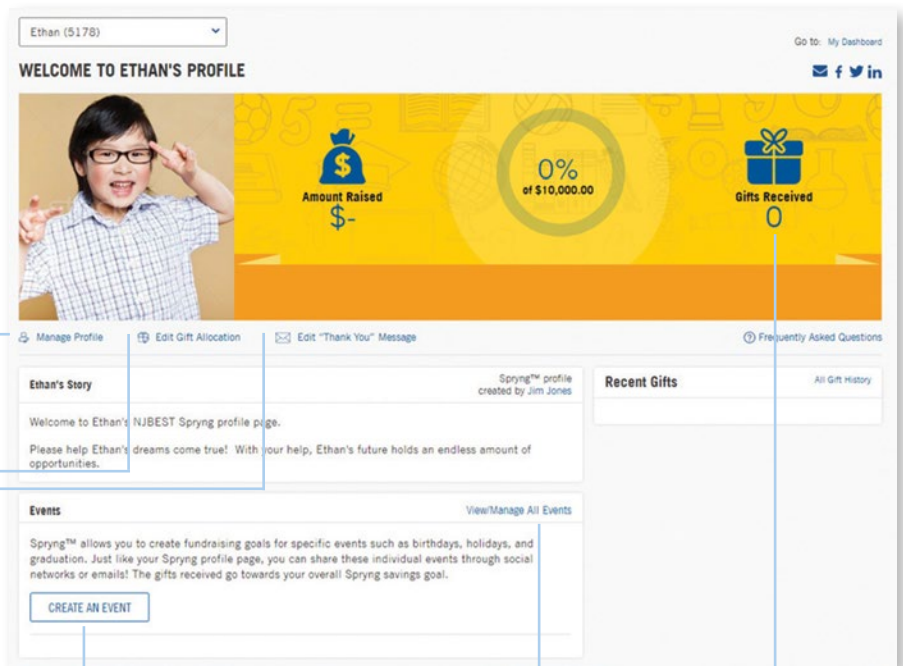 Ethan (5178)
Go to: My Dashboard
WELCOME TO ETHAN'S PROFILE
Amount Raised
$-
0%
of $10,000.00
Gifts Received
0
Manage Profile
Edit Gift Allocation
Edit "Thank You" Message
Frequently Asked Questions
Ethan's Story
Spryng™ profile
created by Jim Jones
Welcome to Ethan's NJBEST Spryng profile page.
Please help Ethan's dreams come true! With your help, Ethan's future holds an endless amount of
opportunities.
Recent Gifts
All Gift History
Events
View/Manage All Events
Spryng™ allows you to create fundraising goals for specific events such as birthdays, holidays, and
graduation. Just like your Spryng profile page, you can share these individual events through social
networks or emails! The gifts received go towards your overall Spryng savings goal.
CREATE AN EVENT